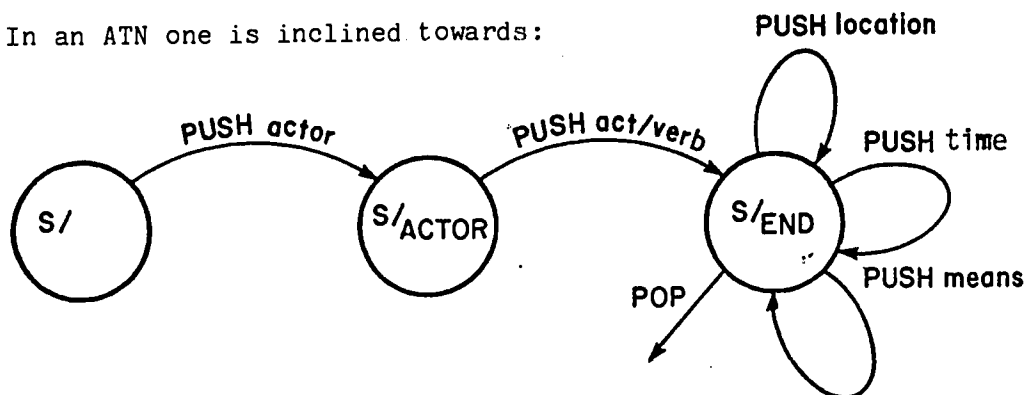 In an ATN one is inclined towards:
PUSH location
PUSH actor
PUSH act/verb
PUSH time
S/
S/ACTOR
S/END
PUSH means
POP